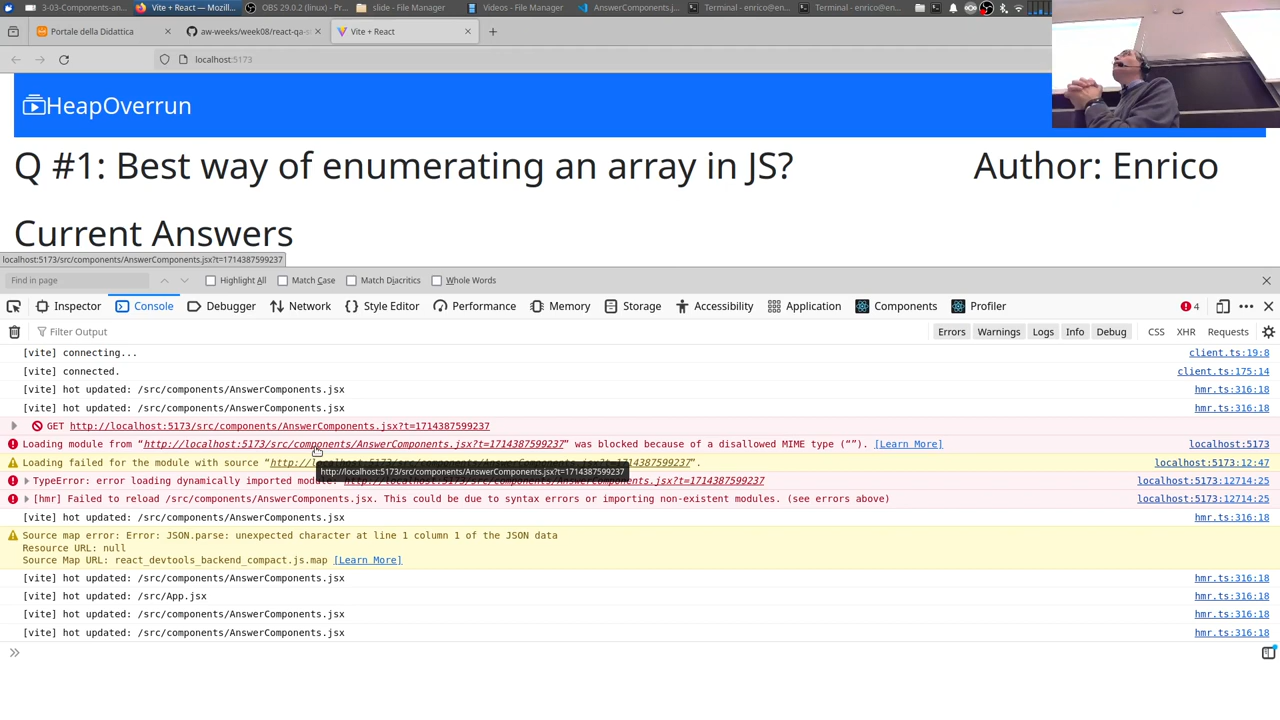 3-03-Components-an...
Vite + React — Mozill...
OBS 29.0.2 (linux) - Pr...
slide - File Manager
Videos - File Manager
AnswerComponents.j...
Terminal - enrico@en...
Terminal - enrico@en...
Portale della Didattica
aw-weeks/week08/react-qa-s
Vite + React
localhost:5173
HeapOverrun
Q #1: Best way of enumerating an array in JS?
Author: Enrico
Current Answers
localhost:5173/src/components/AnswerComponents.jsx?t=1714387599237
Find in page
Highlight All
Match Case
Match Diacritics
Whole Words
Inspector
Console
Debugger
Network
Style Editor
Performance
Memory
Storage
Accessibility
Application
Components
Profiler
4
Filter Output
Errors
Warnings
Logs
Info
Debug
CSS
XHR
Requests
[vite] connecting... client.ts:19:8
[vite] connected. client.ts:175:14
[vite] hot updated: /src/components/AnswerComponents.jsx hmr.ts:316:18
[vite] hot updated: /src/components/AnswerComponents.jsx hmr.ts:316:18
GET http://localhost:5173/src/components/AnswerComponents.jsx?t=1714387599237
Loading module from “http://localhost:5173/src/components/AnswerComponents.jsx?t=1714387599237” was blocked because of a disallowed MIME type (“”). [Learn More] localhost:5173
Loading failed for the module with source “http://localhost:5173/src/components/AnswerComponents.jsx?t=1714387599237”. localhost:5173:12:47
http://localhost:5173/src/components/AnswerComponents.jsx?t=1714387599237
TypeError: error loading dynamically imported module: http://localhost:5173/src/components/AnswerComponents.jsx?t=1714387599237 localhost:5173:12714:25
[hmr] Failed to reload /src/components/AnswerComponents.jsx. This could be due to syntax errors or importing non-existent modules. (see errors above) localhost:5173:12714:25
[vite] hot updated: /src/components/AnswerComponents.jsx hmr.ts:316:18
Source map error: Error: JSON.parse: unexpected character at line 1 column 1 of the JSON data
Resource URL: null
Source Map URL: react_devtools_backend_compact.js.map [Learn More]
[vite] hot updated: /src/components/AnswerComponents.jsx hmr.ts:316:18
[vite] hot updated: /src/App.jsx hmr.ts:316:18
[vite] hot updated: /src/components/AnswerComponents.jsx hmr.ts:316:18
[vite] hot updated: /src/components/AnswerComponents.jsx hmr.ts:316:18